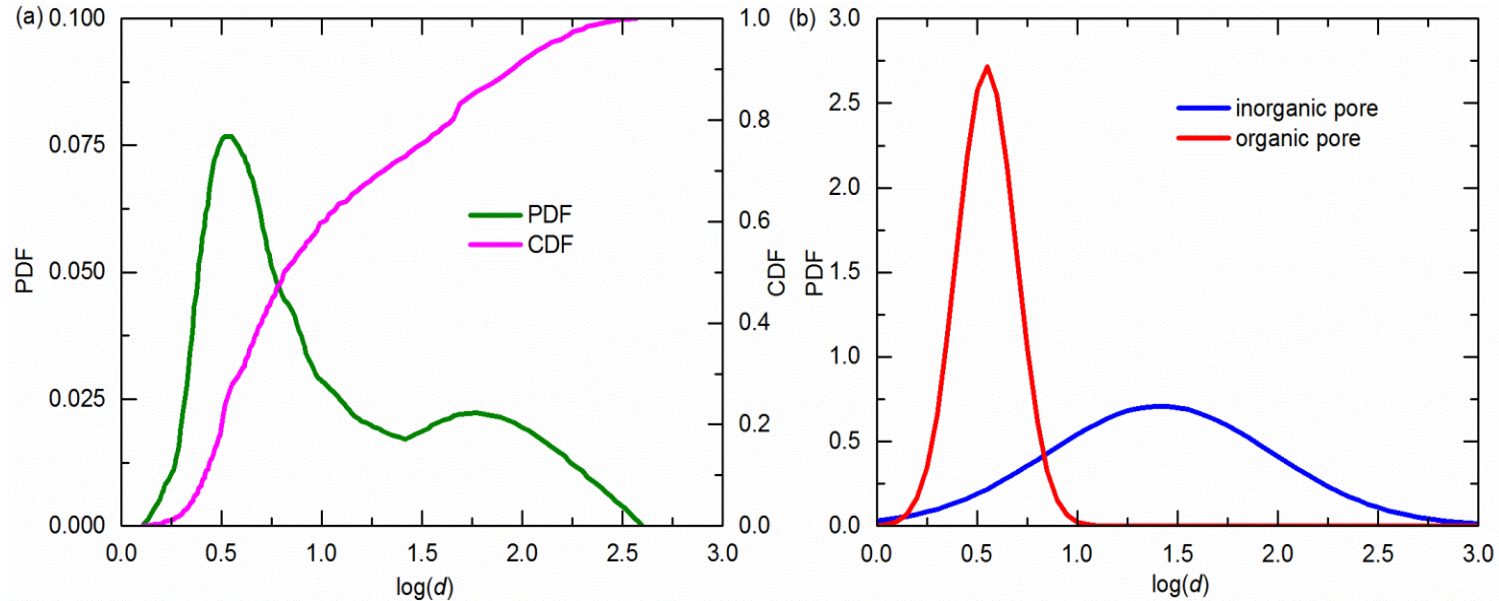 (a)
0.100
0.075
0.050
0.025
0.000
PDF
PDF
CDF
1.0
0.8
0.6
0.4
0.2
0.0
CDF
0.0 0.5 1.0 1.5 2.0 2.5 3.0
log(d)
(b)
3.0
2.5
2.0
1.5
1.0
0.5
0.0
PDF
inorganic pore
organic pore
0.0 0.5 1.0 1.5 2.0 2.5 3.0
log(d)